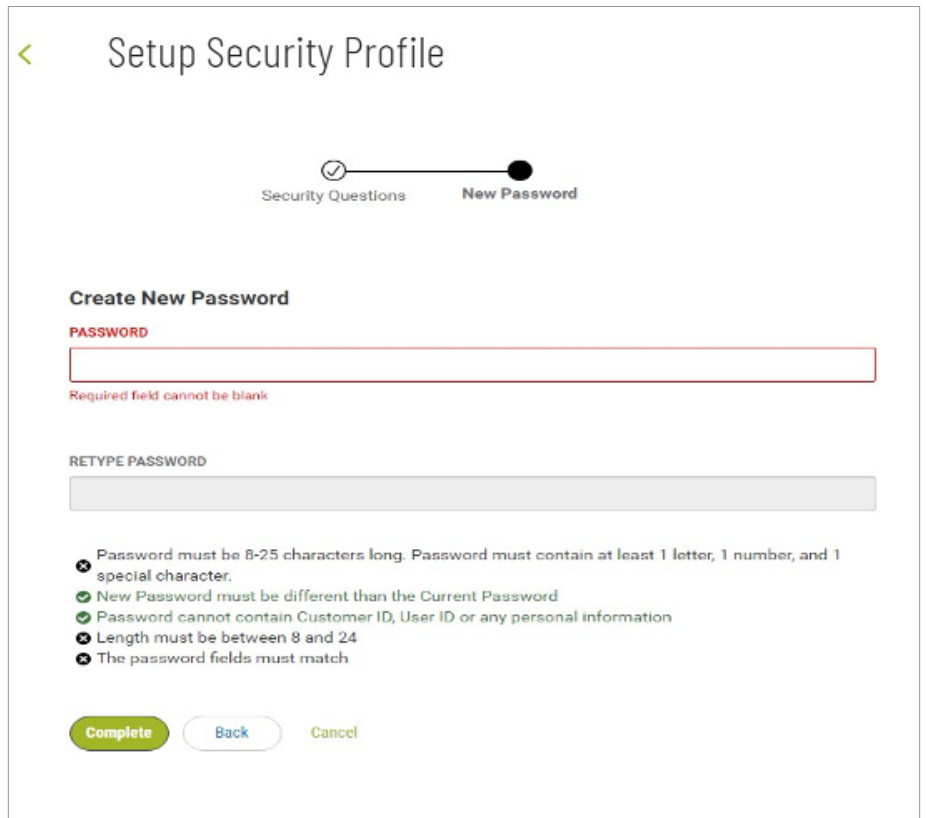 Setup Security Profile
Security Questions
New Password
Create New Password
PASSWORD
Required field cannot be blank
RETYPE PASSWORD
Password must be 8-25 characters long. Password must contain at least 1 letter, 1 number, and 1
special character.
New Password must be different than the Current Password
Password cannot contain Customer ID, User ID or any personal information
Length must be between 8 and 24
The password fields must match
Complete
Back
Cancel